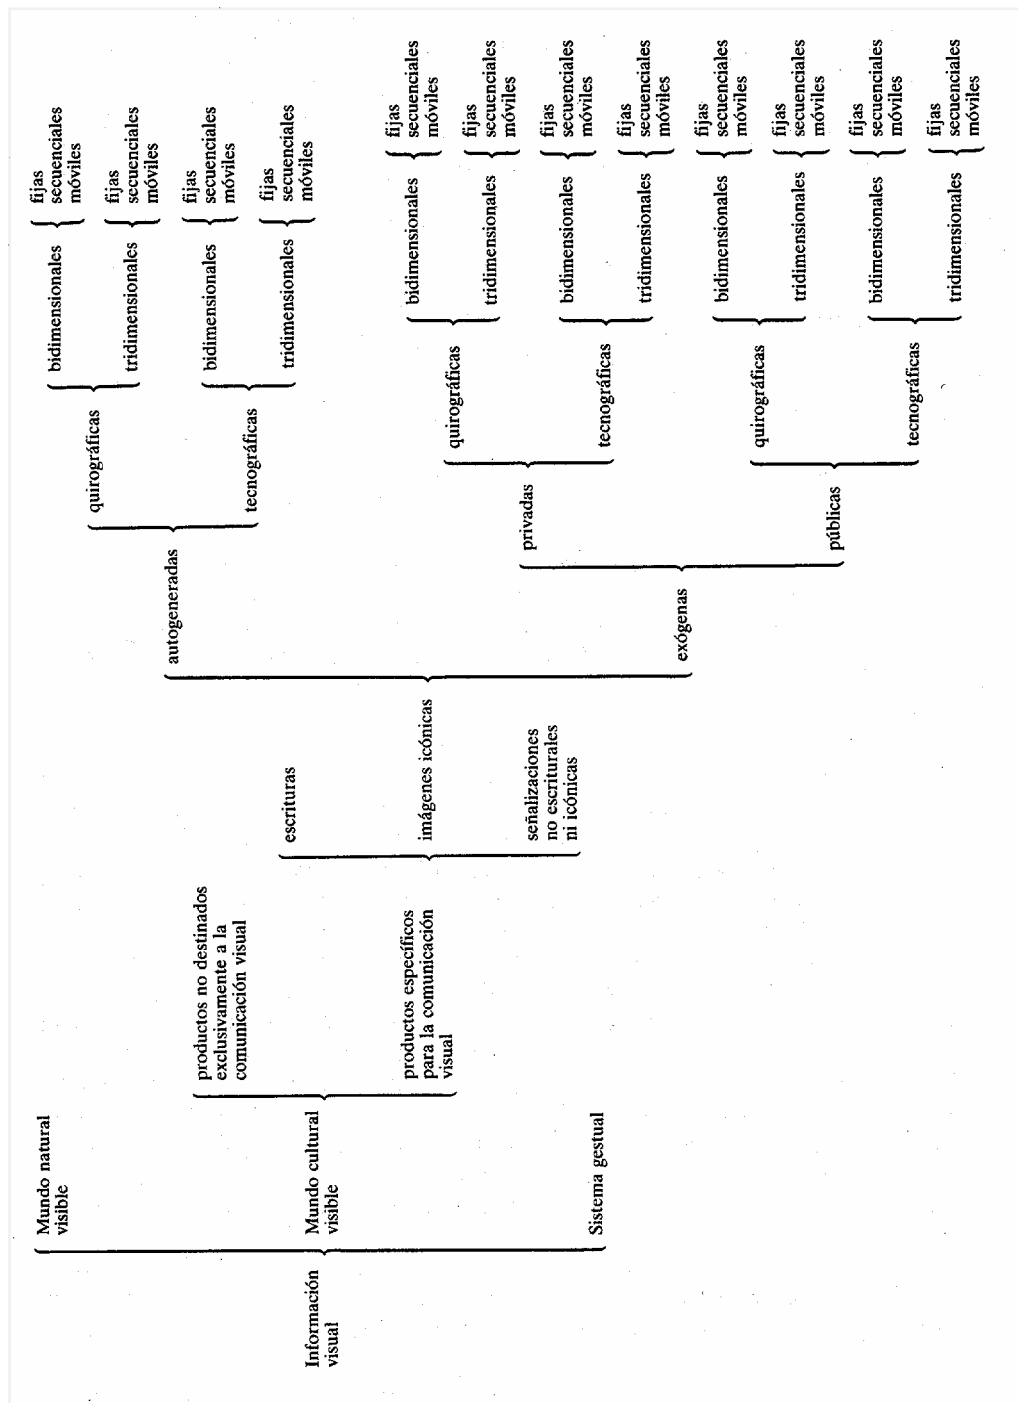 Información
visual
Mundo natural
visible
Mundo cultural
visible
Sistema gestual
productos no destinados
exclusivamente a la
comunicación visual
productos específicos
para la comunicación
visual
escrituras
imágenes icónicas
señalizaciones
no escriturales
ni icónicas
autogeneradas
exógenas
quirográficas
tecnográficas
bidimensionales
fijas
secuenciales
móviles
tridimensionales
fijas
secuenciales
móviles
bidimensionales
fijas
secuenciales
móviles
tridimensionales
fijas
secuenciales
móviles
privadas
públicas
quirográficas
tecnográficas
quirográficas
tecnográficas
bidimensionales
fijas
secuenciales
móviles
tridimensionales
fijas
secuenciales
móviles
bidimensionales
fijas
secuenciales
móviles
tridimensionales
fijas
secuenciales
móviles
bidimensionales
fijas
secuenciales
móviles
tridimensionales
fijas
secuenciales
móviles
bidimensionales
fijas
secuenciales
móviles
tridimensionales
fijas
secuenciales
móviles